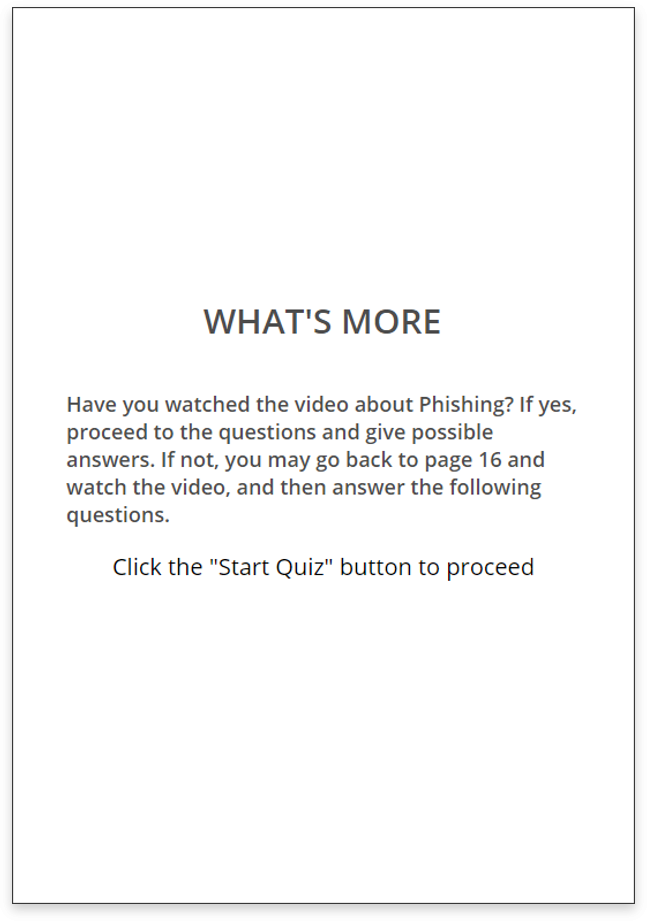 WHAT'S MORE
Have you watched the video about Phishing? If yes,
proceed to the questions and give possible
answers. If not, you may go back to page 16 and
watch the video, and then answer the following
questions.
Click the "Start Quiz" button to proceed